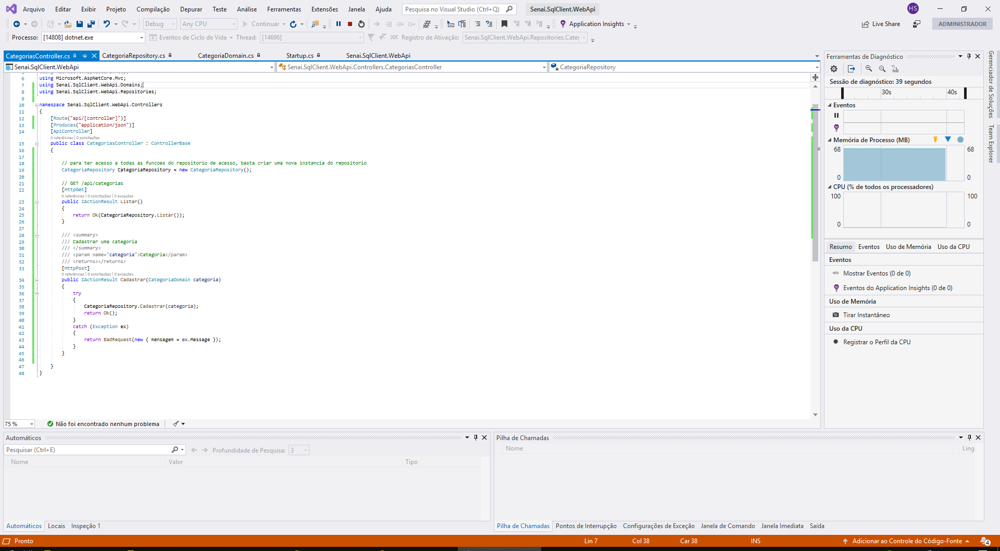 Arquivo Editar Exibir Projeto Compilação Depurar Teste Análise Ferramentas Extensões Janela Ajuda Pesquisa no Visual Studio (Ctrl+Q) Senai.SqlClient.WebApi HS
Debug Any CPU Continuar Application Insights Live Share ADMINISTRADOR
Processo: [14808] dotnet.exe Eventos de Ciclo de Vida Thread: [14696] Registro de Ativação: Senai.SqlClient.WebApi.Repositories.Cate
CategoriasController.cs CategoriaRepository.cs CategoriaDomain.cs Startup.cs Senai.SqlClient.WebApi
Senai.SqlClient.WebApi Senai.SqlClient.WebApi.Controllers.CategoriasController CategoriaRepository
6 using Microsoft.AspNetCore.Mvc;
7 using Senai.SqlClient.WebApi.Domains;
8 using Senai.SqlClient.WebApi.Repositories;
9
10 namespace Senai.SqlClient.WebApi.Controllers
11 {
12 [Route("api/[controller]")]
13 [Produces("application/json")]
14 [ApiController]
0 referências | 0 solicitações
15 public class CategoriasController : ControllerBase
16 {
17
18 // para ter acesso a todas as funcoes do repositorio de acesso, basta criar uma nova instancia do repositorio
19 CategoriaRepository CategoriaRepository = new CategoriaRepository();
20
21 // GET /api/categorias
22 [HttpGet]
0 referências | 0 solicitações | 0 exceções
23 public IActionResult Listar()
24 {
25 return Ok(CategoriaRepository.Listar());
26 }
27
28 /// <summary>
29 /// Cadastrar uma categoria
30 /// </summary>
31 /// <param name="categoria">Categoria</param>
32 /// <returns></returns>
33 [HttpPost]
0 referências | 0 solicitações | 0 exceções
34 public IActionResult Cadastrar(CategoriaDomain categoria)
35 {
36 try
37 {
38 CategoriaRepository.Cadastrar(categoria);
39 return Ok();
40 }
41 catch (Exception ex)
42 {
43 return BadRequest(new { mensagem = ex.Message });
44 }
45 }
46
47 }
48 }
75 % Não foi encontrado nenhum problema
Ferramentas de Diagnóstico
Sessão de diagnóstico: 39 segundos
30s 40s
Eventos
Memória de Processo (MB)
68 68
0 0
CPU (% de todos os processadores)
100 100
0 0
Resumo Eventos Uso de Memória Uso da CPU
Eventos
Mostrar Eventos (0 de 0)
Eventos do Application Insights (0 de 0)
Uso de Memória
Tirar Instantâneo
Uso da CPU
Registrar o Perfil da CPU
Gerenciador de Soluções
Team Explorer
Automáticos
Pesquisar (Ctrl+E) Profundidade de Pesquisa: 3
Nome Valor Tipo
Automáticos Locais Inspeção 1
Pilha de Chamadas
Nome Ling
Pilha de Chamadas Pontos de Interrupção Configurações de Exceção Janela de Comando Janela Imediata Saída
Pronto Lin 7 Col 38 Car 38 INS Adicionar ao Controle do Código-Fonte 4